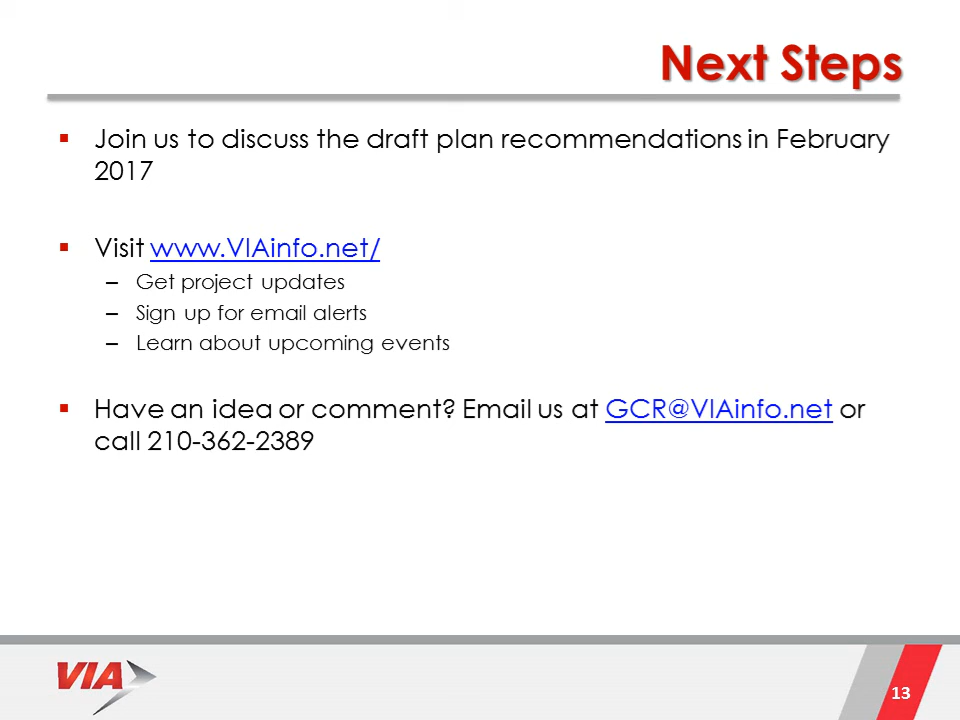 Next Steps
▪ Join us to discuss the draft plan recommendations in February
2017
▪ Visit www.VIAinfo.net/
– Get project updates
– Sign up for email alerts
– Learn about upcoming events
▪ Have an idea or comment? Email us at GCR@VIAinfo.net or
call 210-362-2389
VIA
13